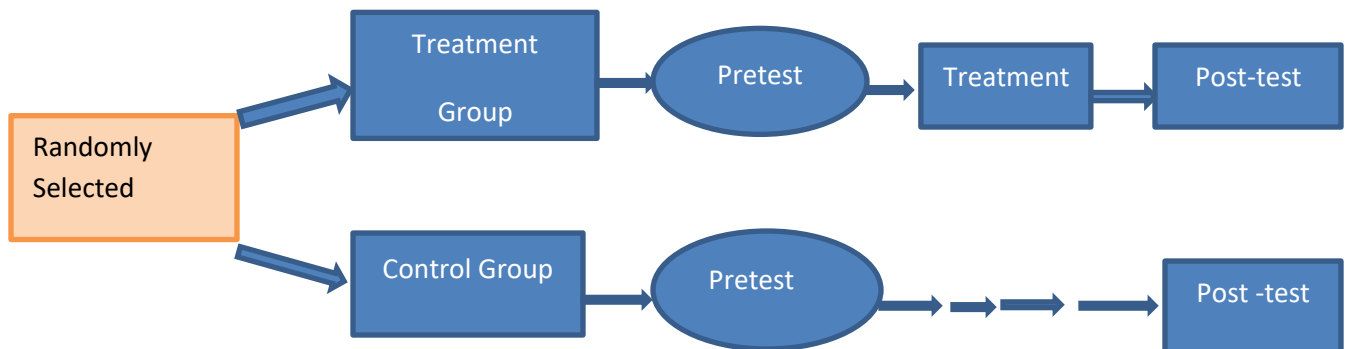 Treatment
Group
Pretest
Treatment
Post-test
Randomly
Selected
Control Group
Pretest
Post -test